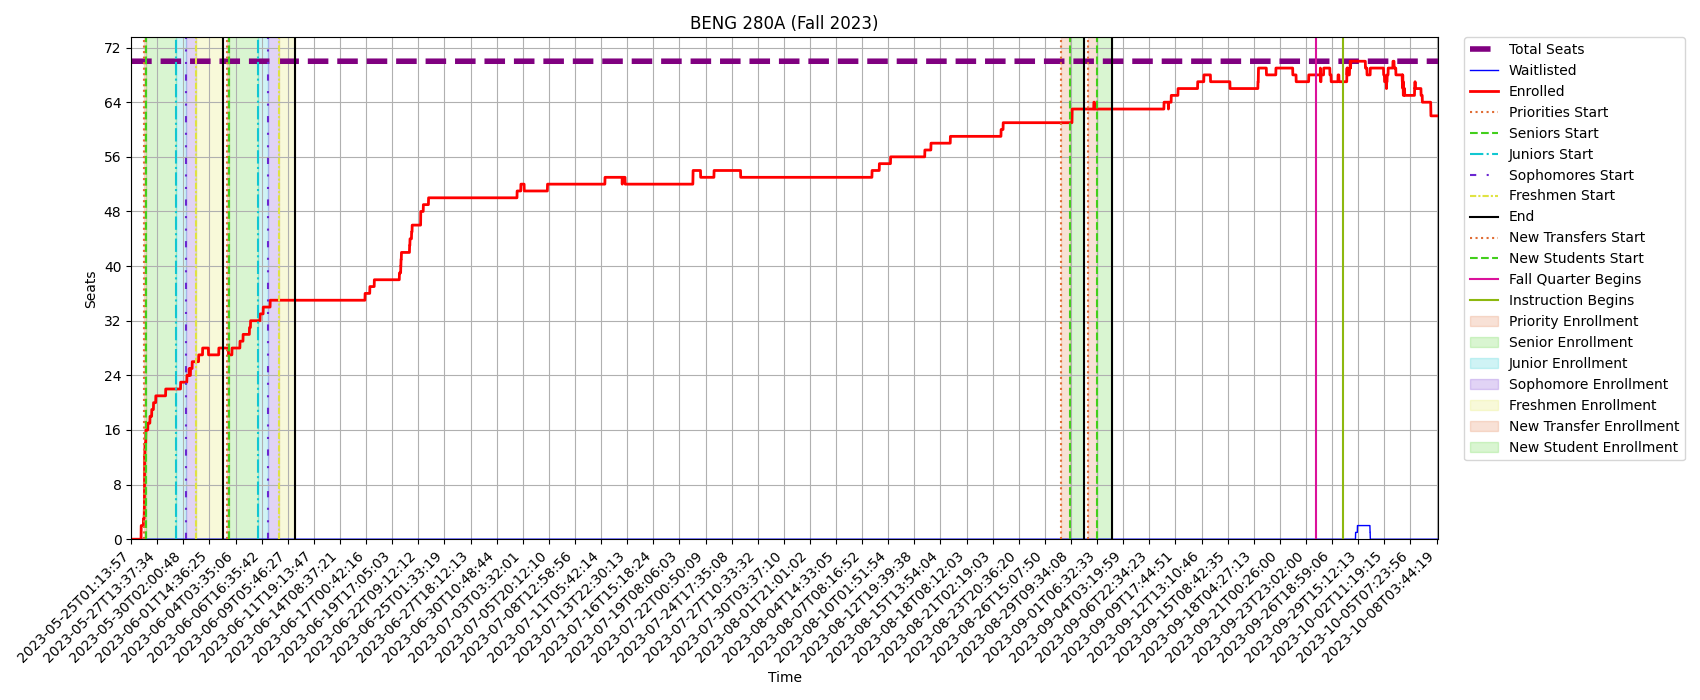 BENG 280A (Fall 2023)
Seats
72
64
56
48
40
32
24
16
8
0
2023-05-25T01:13:57
2023-05-27T13:37:34
2023-05-30T02:00:48
2023-06-01T14:36:25
2023-06-04T03:35:06
2023-06-06T16:35:42
2023-06-09T05:46:27
2023-06-11T19:13:47
2023-06-14T08:37:21
2023-06-17T00:42:16
2023-06-19T17:05:03
2023-06-22T09:12:12
2023-06-25T01:33:19
2023-06-27T18:12:13
2023-06-30T10:48:44
2023-07-03T03:32:01
2023-07-05T20:12:10
2023-07-08T12:58:56
2023-07-11T05:42:14
2023-07-13T22:30:13
2023-07-16T15:18:24
2023-07-19T08:06:03
2023-07-22T00:50:09
2023-07-24T17:35:08
2023-07-27T10:33:32
2023-07-30T03:37:10
2023-08-01T21:01:02
2023-08-04T14:33:05
2023-08-07T08:16:52
2023-08-10T01:51:54
2023-08-12T19:39:38
2023-08-15T13:54:04
2023-08-18T08:12:03
2023-08-21T02:19:03
2023-08-23T20:36:20
2023-08-26T15:07:50
2023-08-29T09:34:08
2023-09-01T06:32:33
2023-09-04T03:19:59
2023-09-06T22:34:23
2023-09-09T17:44:51
2023-09-12T13:10:46
2023-09-15T08:42:35
2023-09-18T04:27:13
2023-09-21T00:26:00
2023-09-23T23:02:00
2023-09-26T18:59:06
2023-09-29T15:12:13
2023-10-02T11:19:15
2023-10-05T07:23:56
2023-10-08T03:44:19
Time
Total Seats
Waitlisted
Enrolled
Priorities Start
Seniors Start
Juniors Start
Sophomores Start
Freshmen Start
End
New Transfers Start
New Students Start
Fall Quarter Begins
Instruction Begins
Priority Enrollment
Senior Enrollment
Junior Enrollment
Sophomore Enrollment
Freshmen Enrollment
New Transfer Enrollment
New Student Enrollment